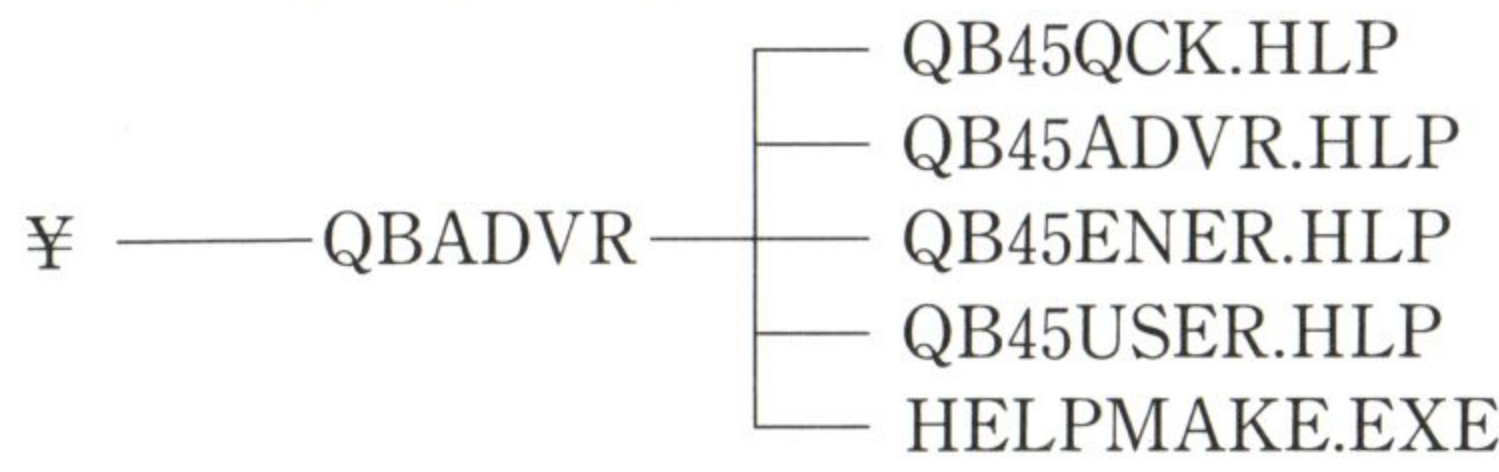 QB45QCK.HLP
QB45ADVR.HLP
¥ QBADVR QB45ENER.HLP
QB45USER.HLP
HELPMAKE.EXE